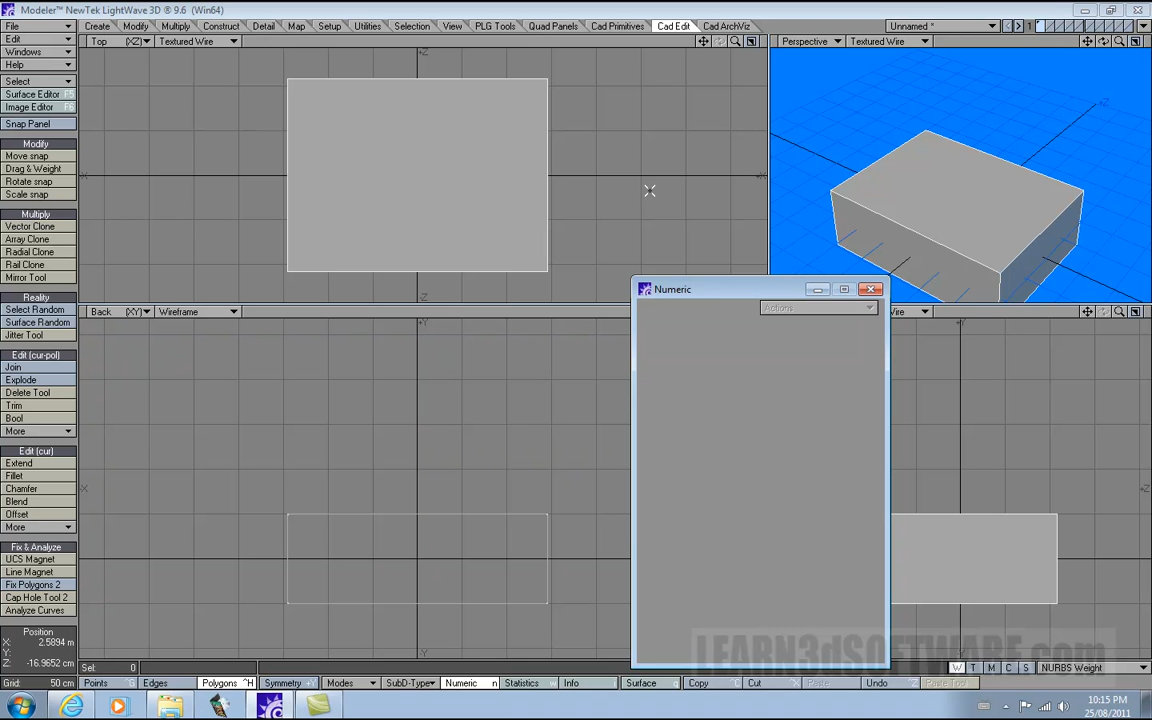 Modeler™ NewTek LightWave 3D ® 9.6 (Win64)
File Create Modify Multiply Construct Detail Map Setup Utilities Selection View PLG Tools Quad Panels Cad Primitives Cad Edit Cad ArchViz Unnamed * 1
Edit Top (XZ) Textured Wire Perspective Textured Wire
Windows
Help
Select
Surface Editor F5
Image Editor F6
Snap Panel
Modify
Move snap
Drag & Weight
Rotate snap
Scale snap
Multiply
Vector Clone
Array Clone
Radial Clone
Rail Clone
Mirror Tool
Reality
Select Random
Surface Random
Jitter Tool
Edit (cur-pol)
Join
Explode
Delete Tool
Trim
Bool
More
Edit (cur)
Extend
Fillet
Chamfer
Blend
Offset
More
Fix & Analyze
UCS Magnet
Line Magnet
Fix Polygons 2
Cap Hole Tool 2
Analyze Curves
Back (XY) Wireframe
Numeric
Actions
Position
X: 2.5894 m
Y:
Z: -16.9652 cm
Grid: 50 cm
Sel: 0
W T M C S NURBS Weight
Points ^G Edges Polygons ^H Symmetry +Y Modes SubD-Type Numeric n Statistics w Info i Surface q Copy ^C Cut ^X Paste ^V Undo ^Z Paste Tool
LEARN3dSOFTWARE.COM
10:15 PM
25/08/2011